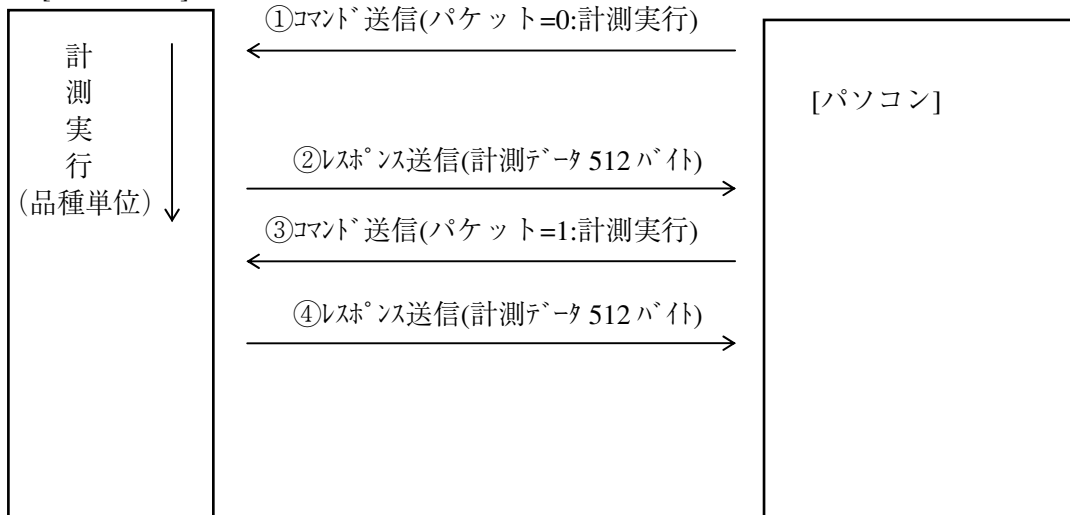 ①ｺﾏﾝﾄﾞ送信(パケット=0:計測実行)
計
測
実
行
(品種単位)
[パソコン]
②ﾚｽﾎﾟﾝｽ送信(計測ﾃﾞｰﾀ 512 ﾊﾞｲﾄ)
③ｺﾏﾝﾄﾞ送信(パケット=1:計測実行)
④ﾚｽﾎﾟﾝｽ送信(計測ﾃﾞｰﾀ 512 ﾊﾞｲﾄ)